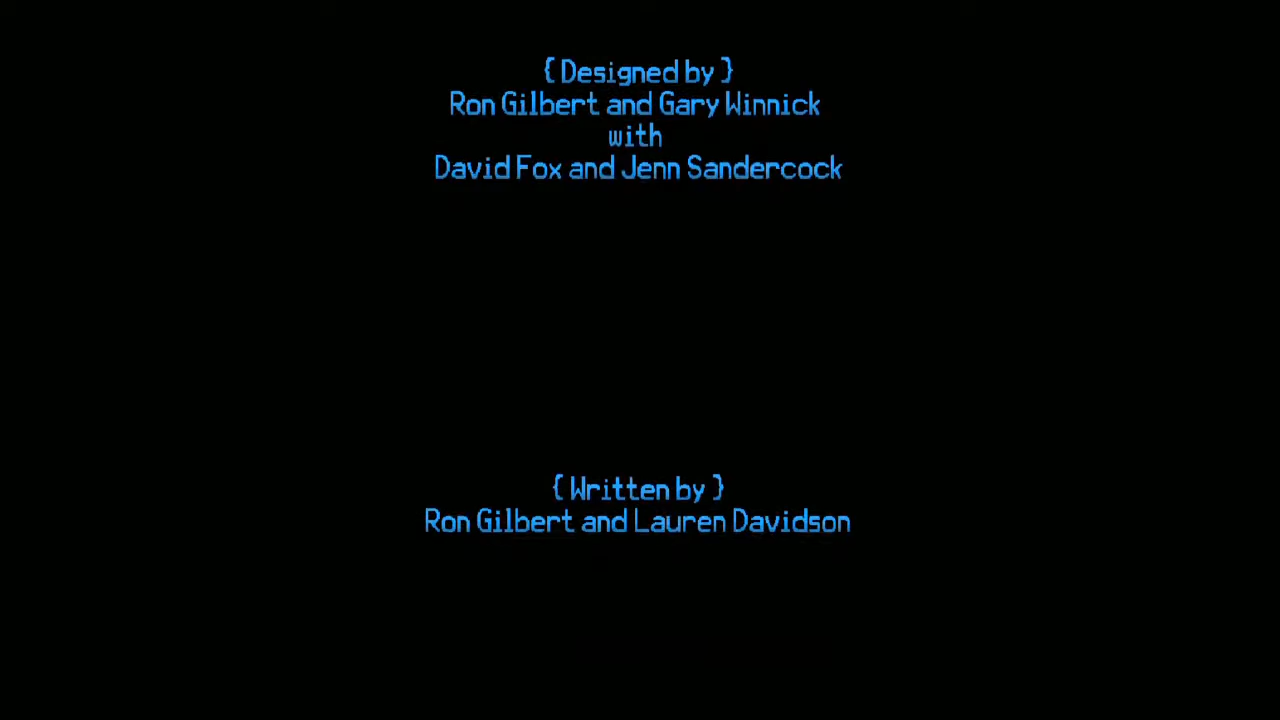 { Designed by }
Ron Gilbert and Gary Winnick
with
David Fox and Jenn Sandercock
{ Written by }
Ron Gilbert and Lauren Davidson